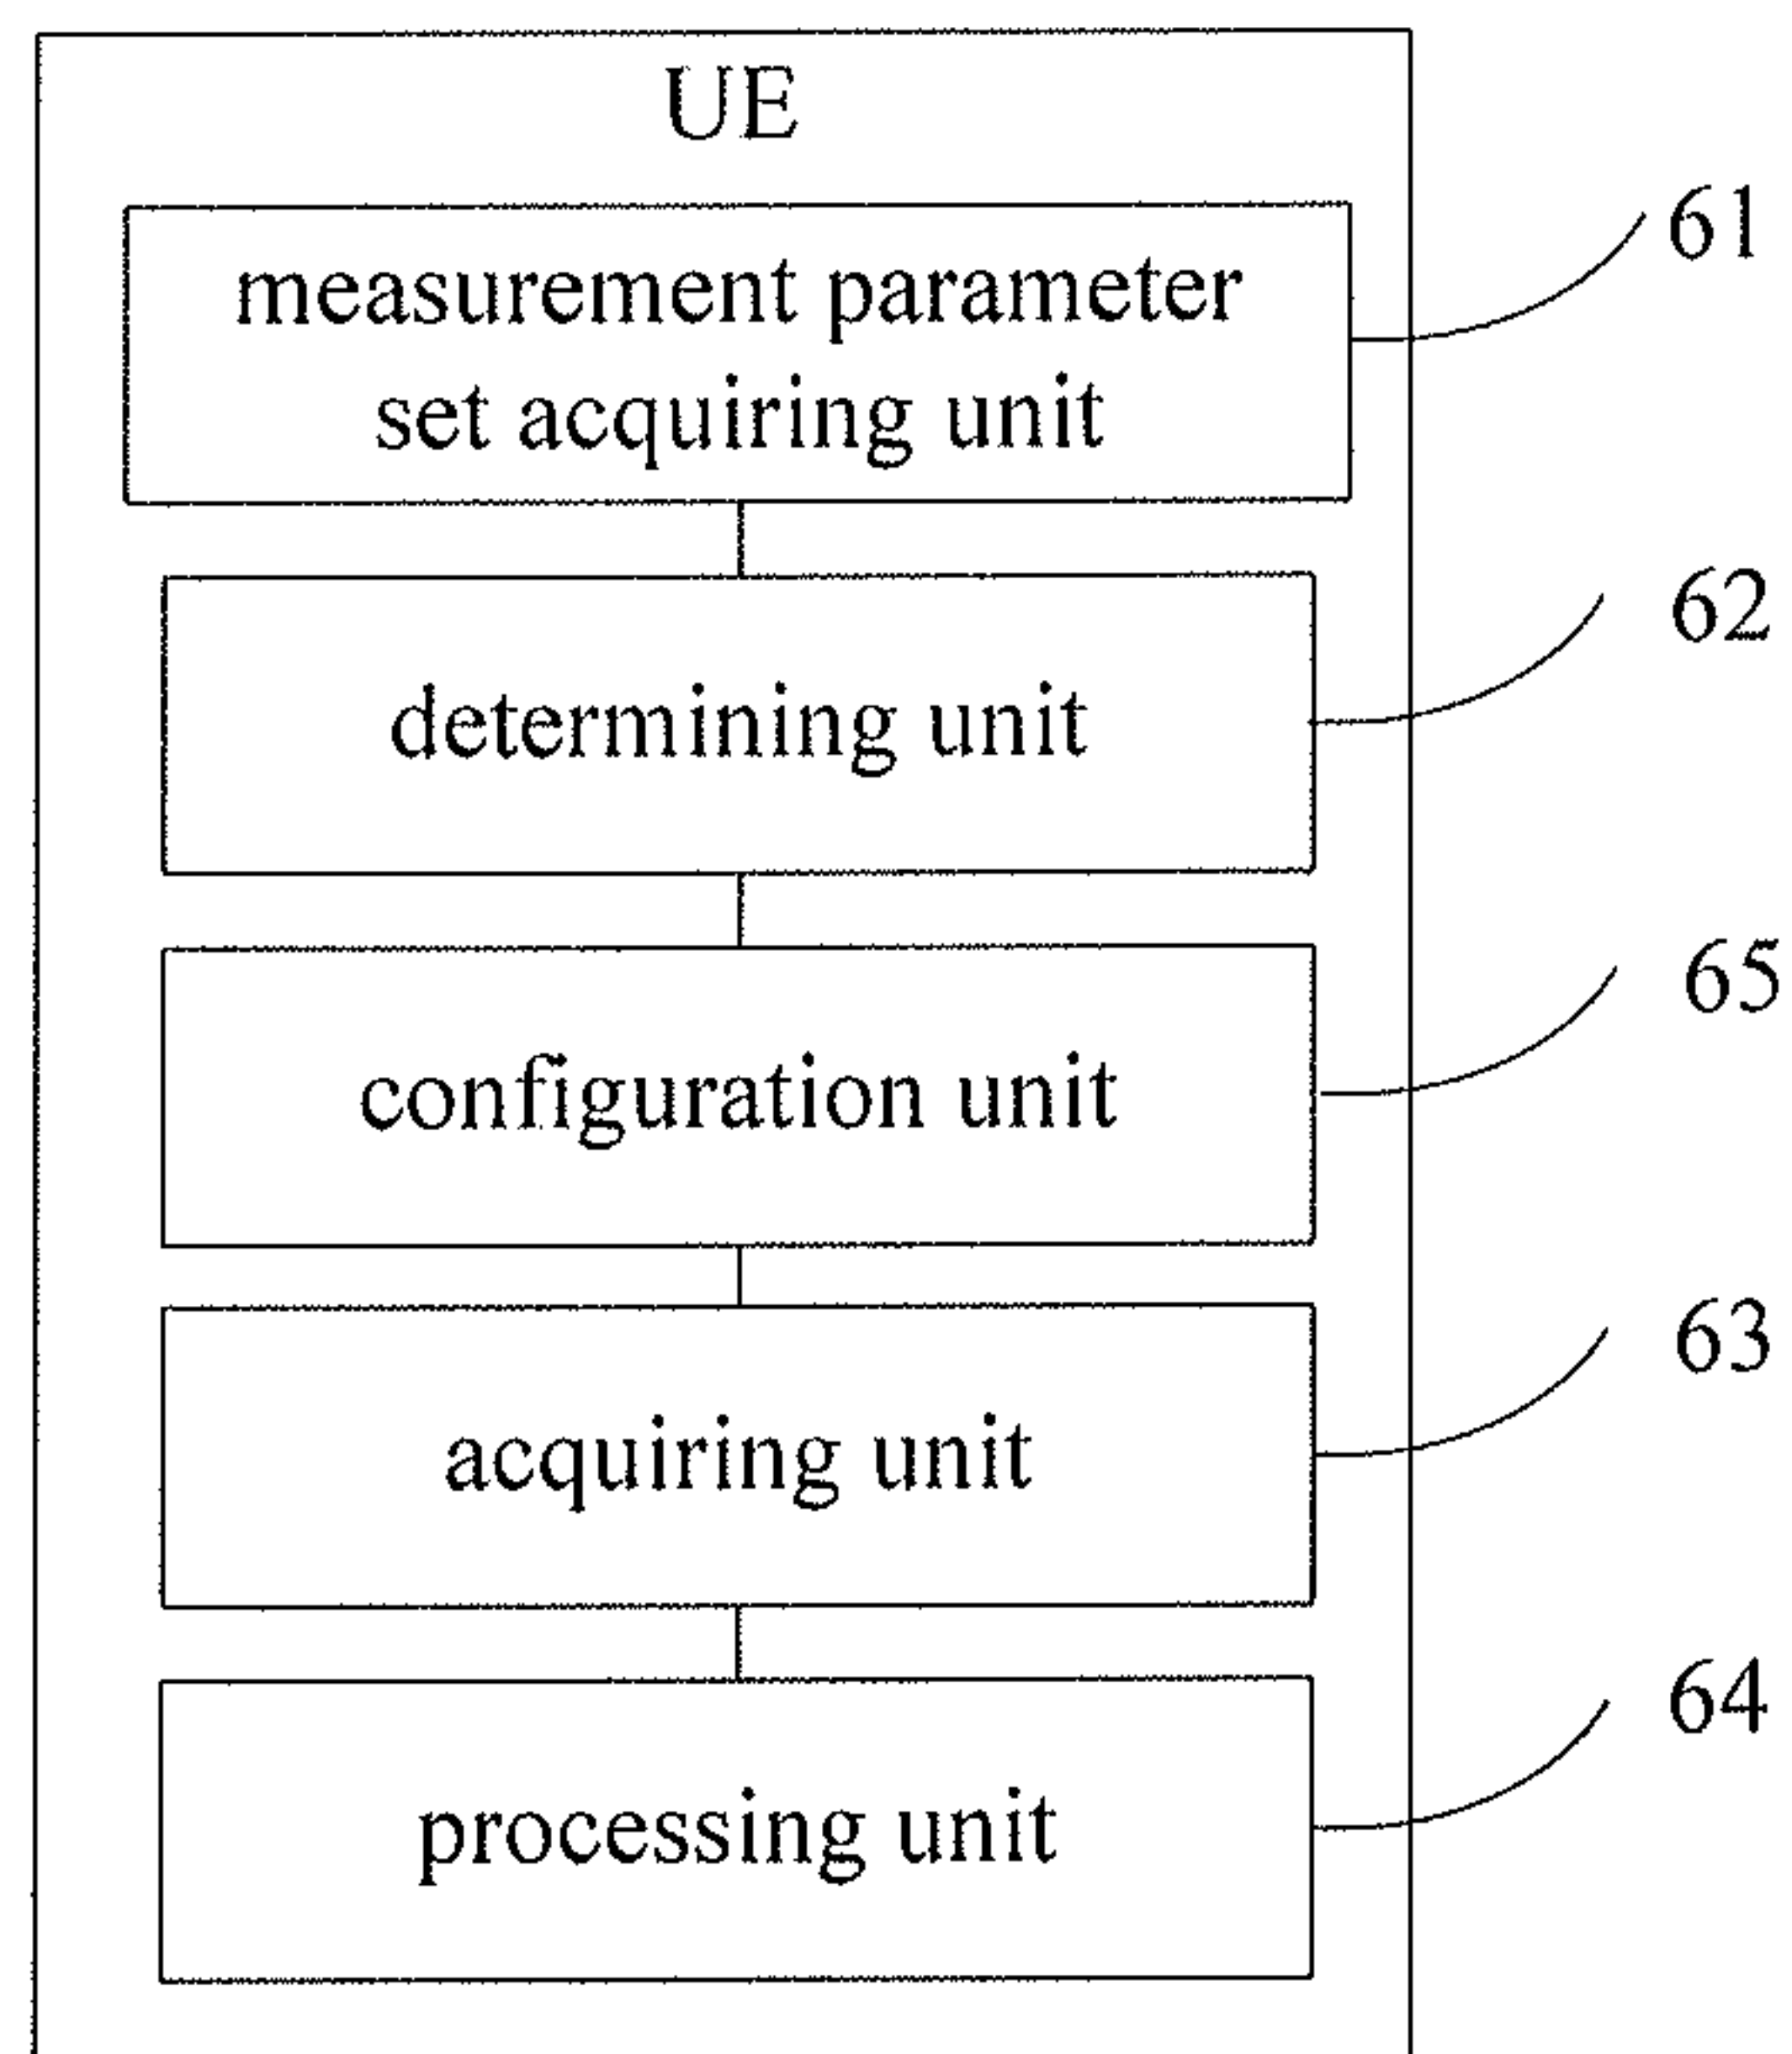 UE
measurement parameter
set acquiring unit
61
determining unit
62
configuration unit
65
acquiring unit
63
processing unit
64